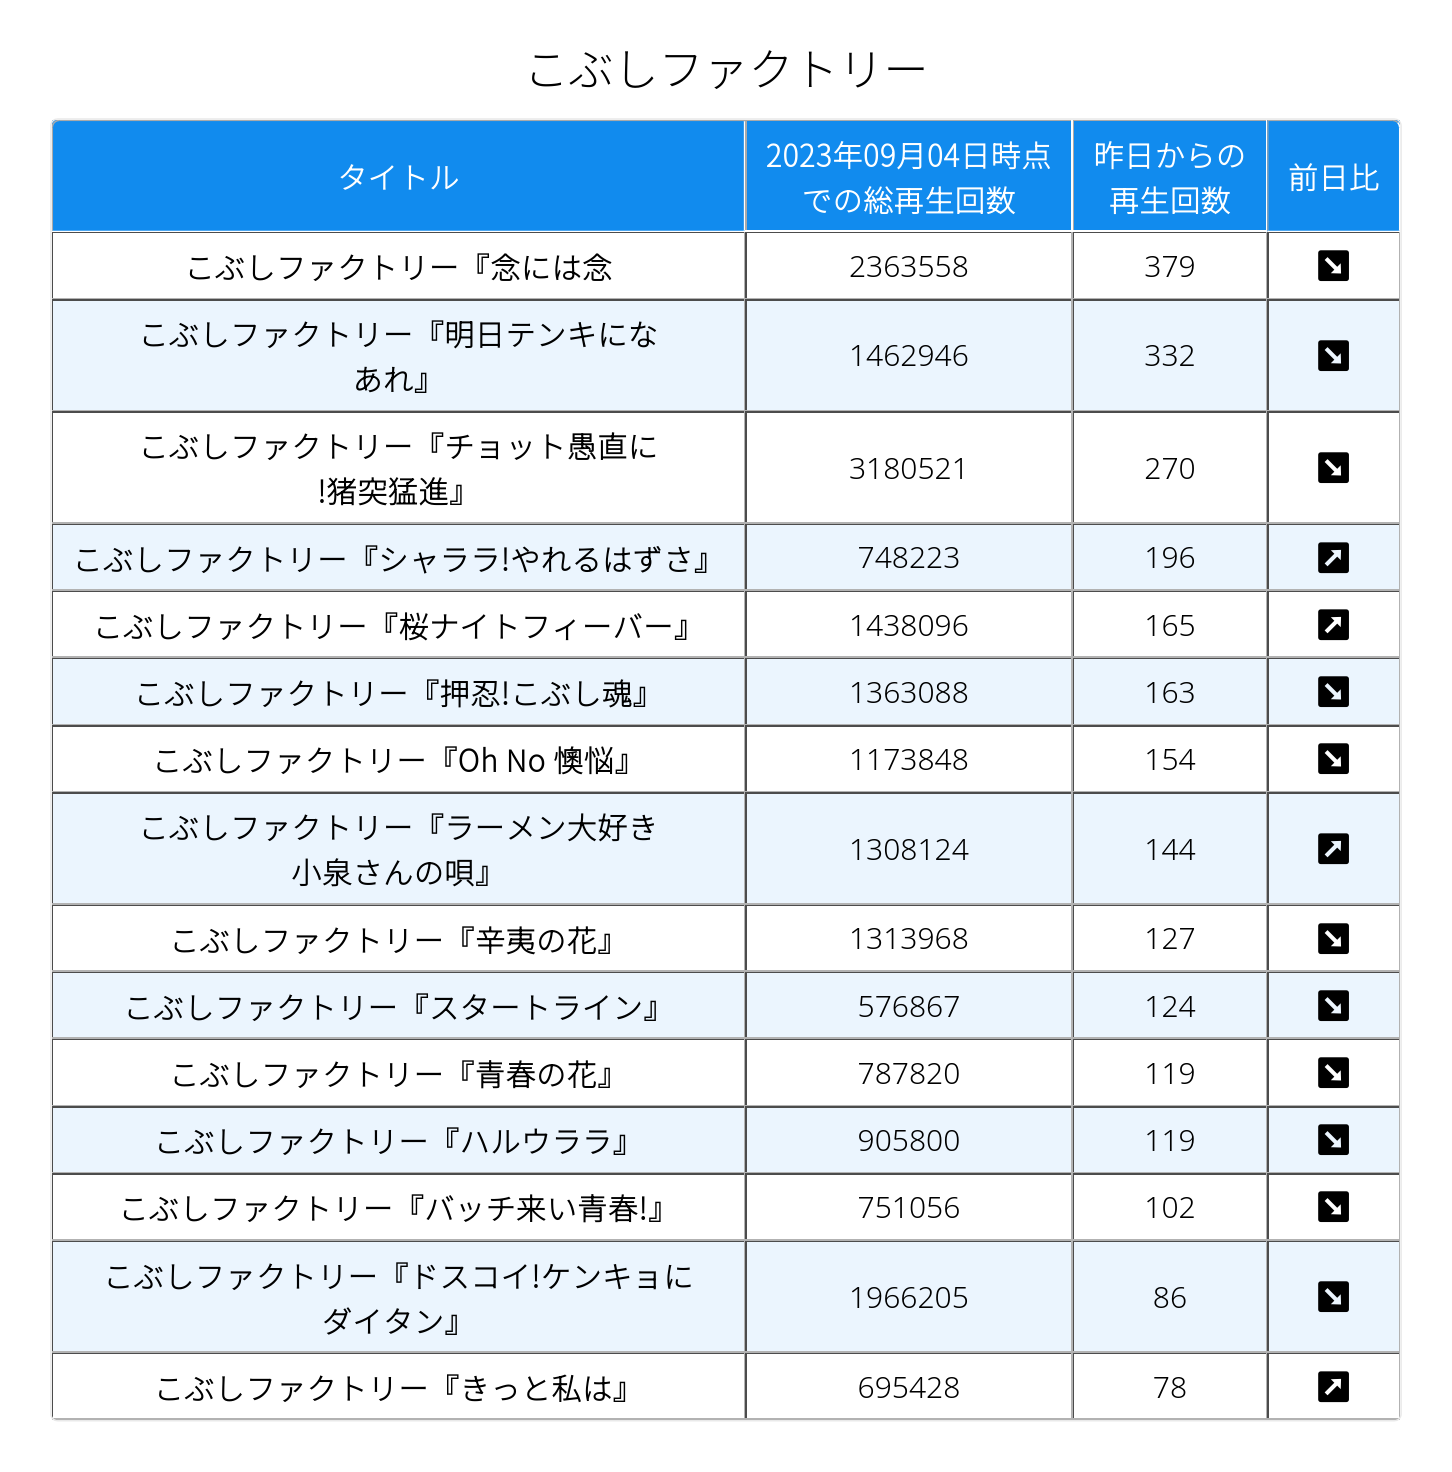 こぶしファクトリー
タイトル
2023年09月04日時点
での総再生回数
昨日からの
再生回数
前日比
こぶしファクトリー『念には念
2363558
379
こぶしファクトリー『明日テンキにな
あれ』
1462946
332
こぶしファクトリー『チョット愚直に
!猪突猛進』
3180521
270
こぶしファクトリー『シャララ!やれるはずさ』
748223
196
こぶしファクトリー『桜ナイトフィーバー』
1438096
165
こぶしファクトリー『押忍!こぶし魂』
1363088
163
こぶしファクトリー『Oh No 懊悩』
1173848
154
こぶしファクトリー『ラーメン大好き
小泉さんの唄』
1308124
144
こぶしファクトリー『辛夷の花』
1313968
127
こぶしファクトリー『スタートライン』
576867
124
こぶしファクトリー『青春の花』
787820
119
こぶしファクトリー『ハルウララ』
905800
119
こぶしファクトリー『バッチ来い青春!』
751056
102
こぶしファクトリー『ドスコイ!ケンキョに
ダイタン』
1966205
86
こぶしファクトリー『きっと私は』
695428
78